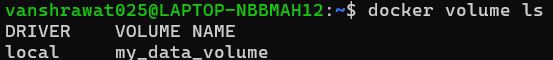 vanshrawat025@LAPTOP-NBBMAH12:~$ docker volume ls
DRIVER    VOLUME NAME
local     my_data_volume